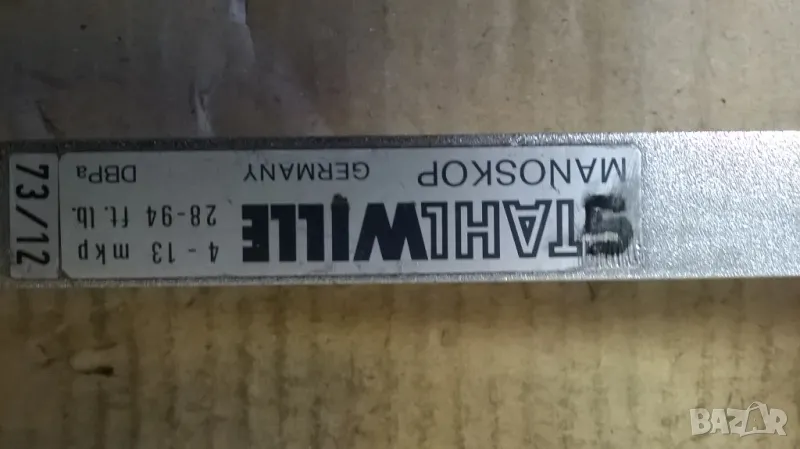 STAHLWILLE 4 - 13 mkp
28-94 ft. lb.
MANOSKOP GERMANY DBPa
73/12
BAZAR